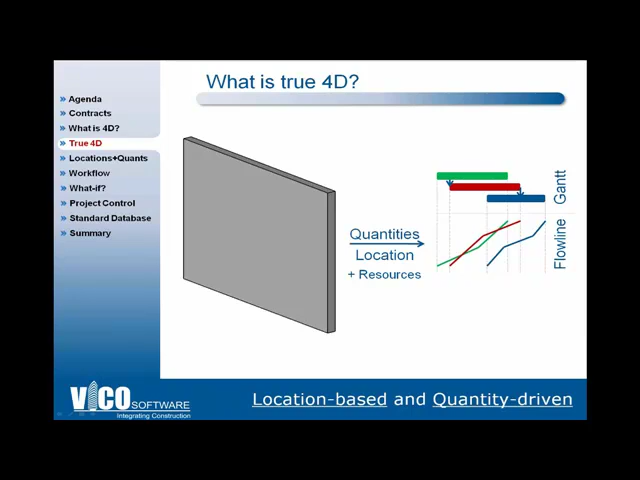 What is true 4D?
» Agenda
» Contracts
» What is 4D?
» True 4D
» Locations+Quants
» Workflow
» What-if?
» Project Control
» Standard Database
» Summary
Quantities
Location
+ Resources
Gantt
Flowline
VICO SOFTWARE
Integrating Construction
Location-based and Quantity-driven